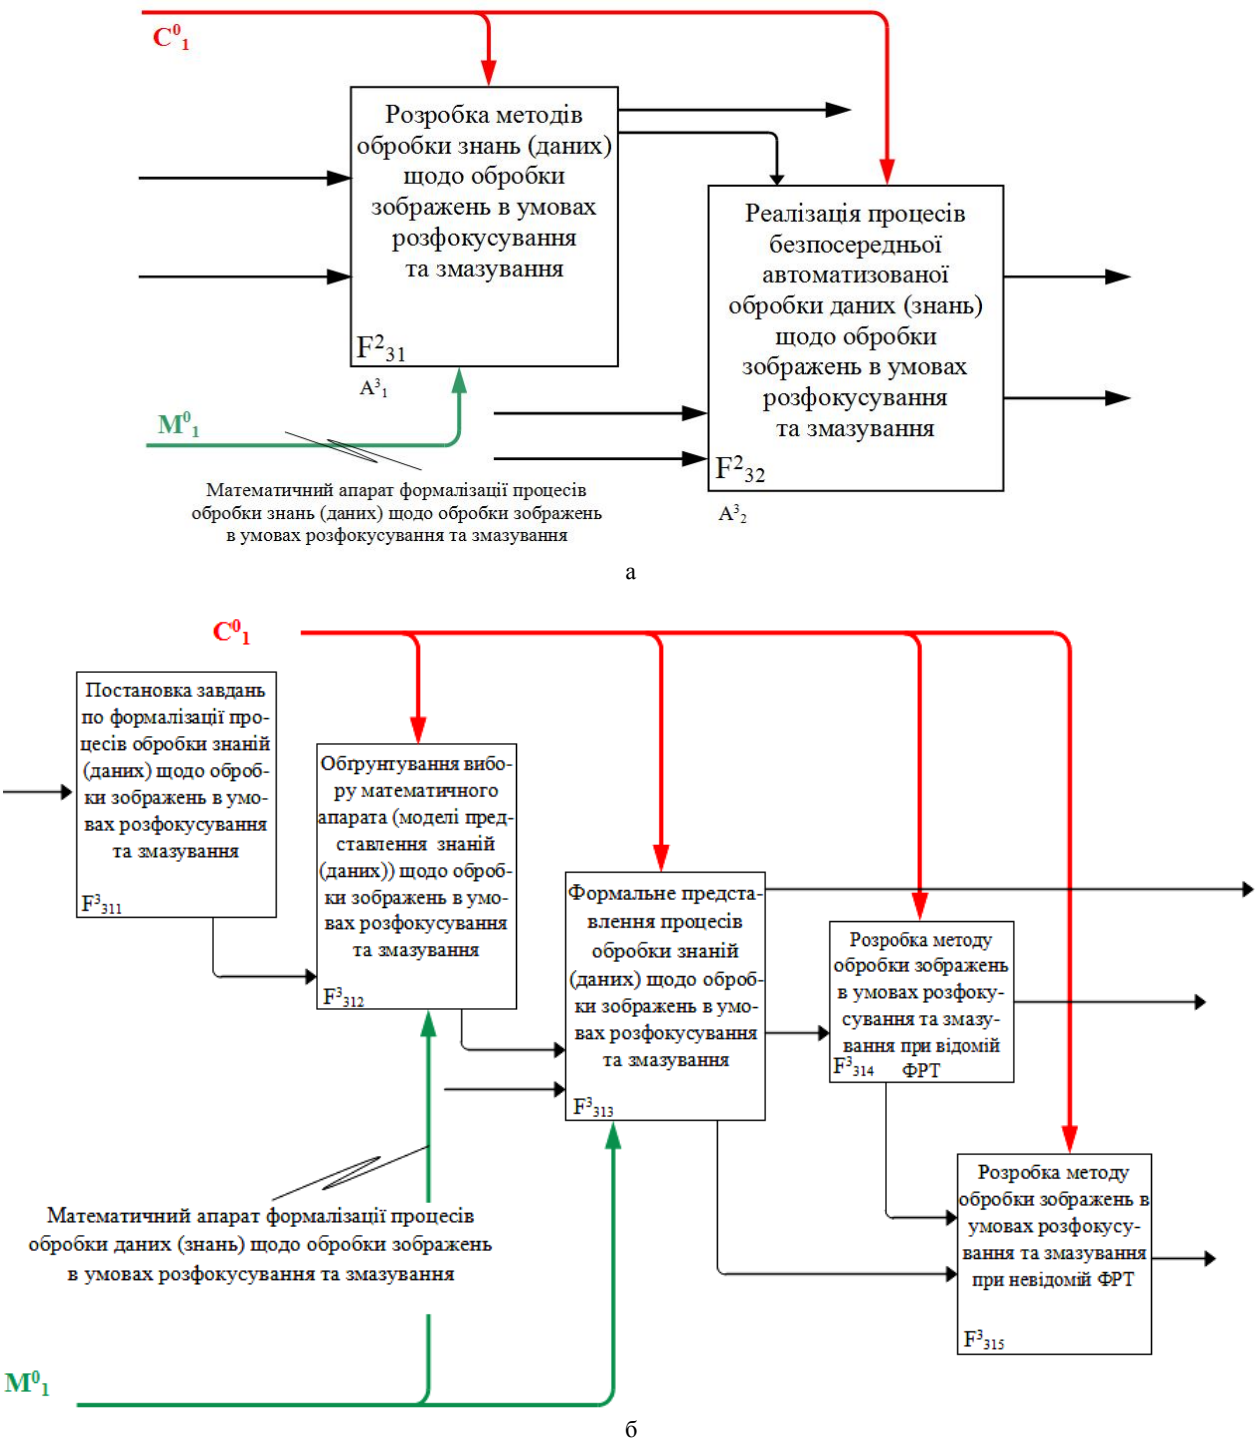 C⁰₁
Розробка методів
обробки знань (даних)
щодо обробки
зображень в умовах
розфокусування
та змазування
F²₃₁
A³₁
Реалізація процесів
безпосередньої
автоматизованої
обробки даних (знань)
щодо обробки
зображень в умовах
розфокусування
та змазування
F²₃₂
A³₂
M⁰₁
Математичний апарат формалізації процесів
обробки знань (даних) щодо обробки зображень
в умовах розфокусування та змазування
а
C⁰₁
Постановка завдань
по формалізації про-
цесів обробки знаній
(даних) щодо оброб-
ки зображень в умо-
вах розфокусування
та змазування
F³₃₁₁
Обґрунтування вибо-
ру математичного
апарата (моделі пред-
ставлення знаній
(даних)) щодо оброб-
ки зображень в умо-
вах розфокусування
та змазування
F³₃₁₂
Формальне предста-
влення процесів
обробки знаній
(даних) щодо оброб-
ки зображень в умо-
вах розфокусування
та змазування
F³₃₁₃
Розробка методу
обробки зображень
в умовах розфоку-
сування та змазу-
вання при відомій
ФРТ
F³₃₁₄
Розробка методу
обробки зображень в
умовах розфокусу-
вання та змазування
при невідомій ФРТ
F³₃₁₅
Математичний апарат формалізації процесів
обробки даних (знань) щодо обробки зображень
в умовах розфокусування та змазування
M⁰₁
б